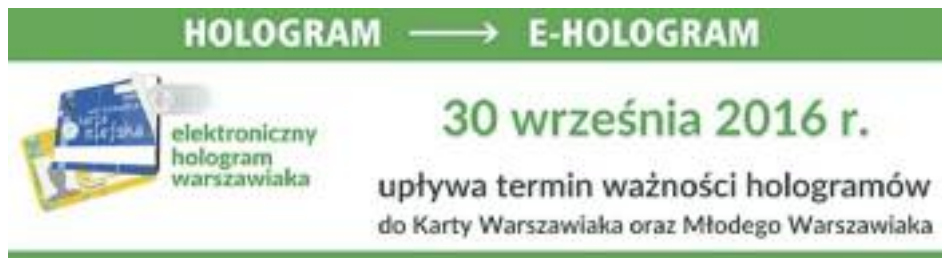 HOLOGRAM → E-HOLOGRAM
elektroniczny
hologram
warszawiaka
30 września 2016 r.
upływa termin ważności hologramów
do Karty Warszawiaka oraz Młodego Warszawiaka